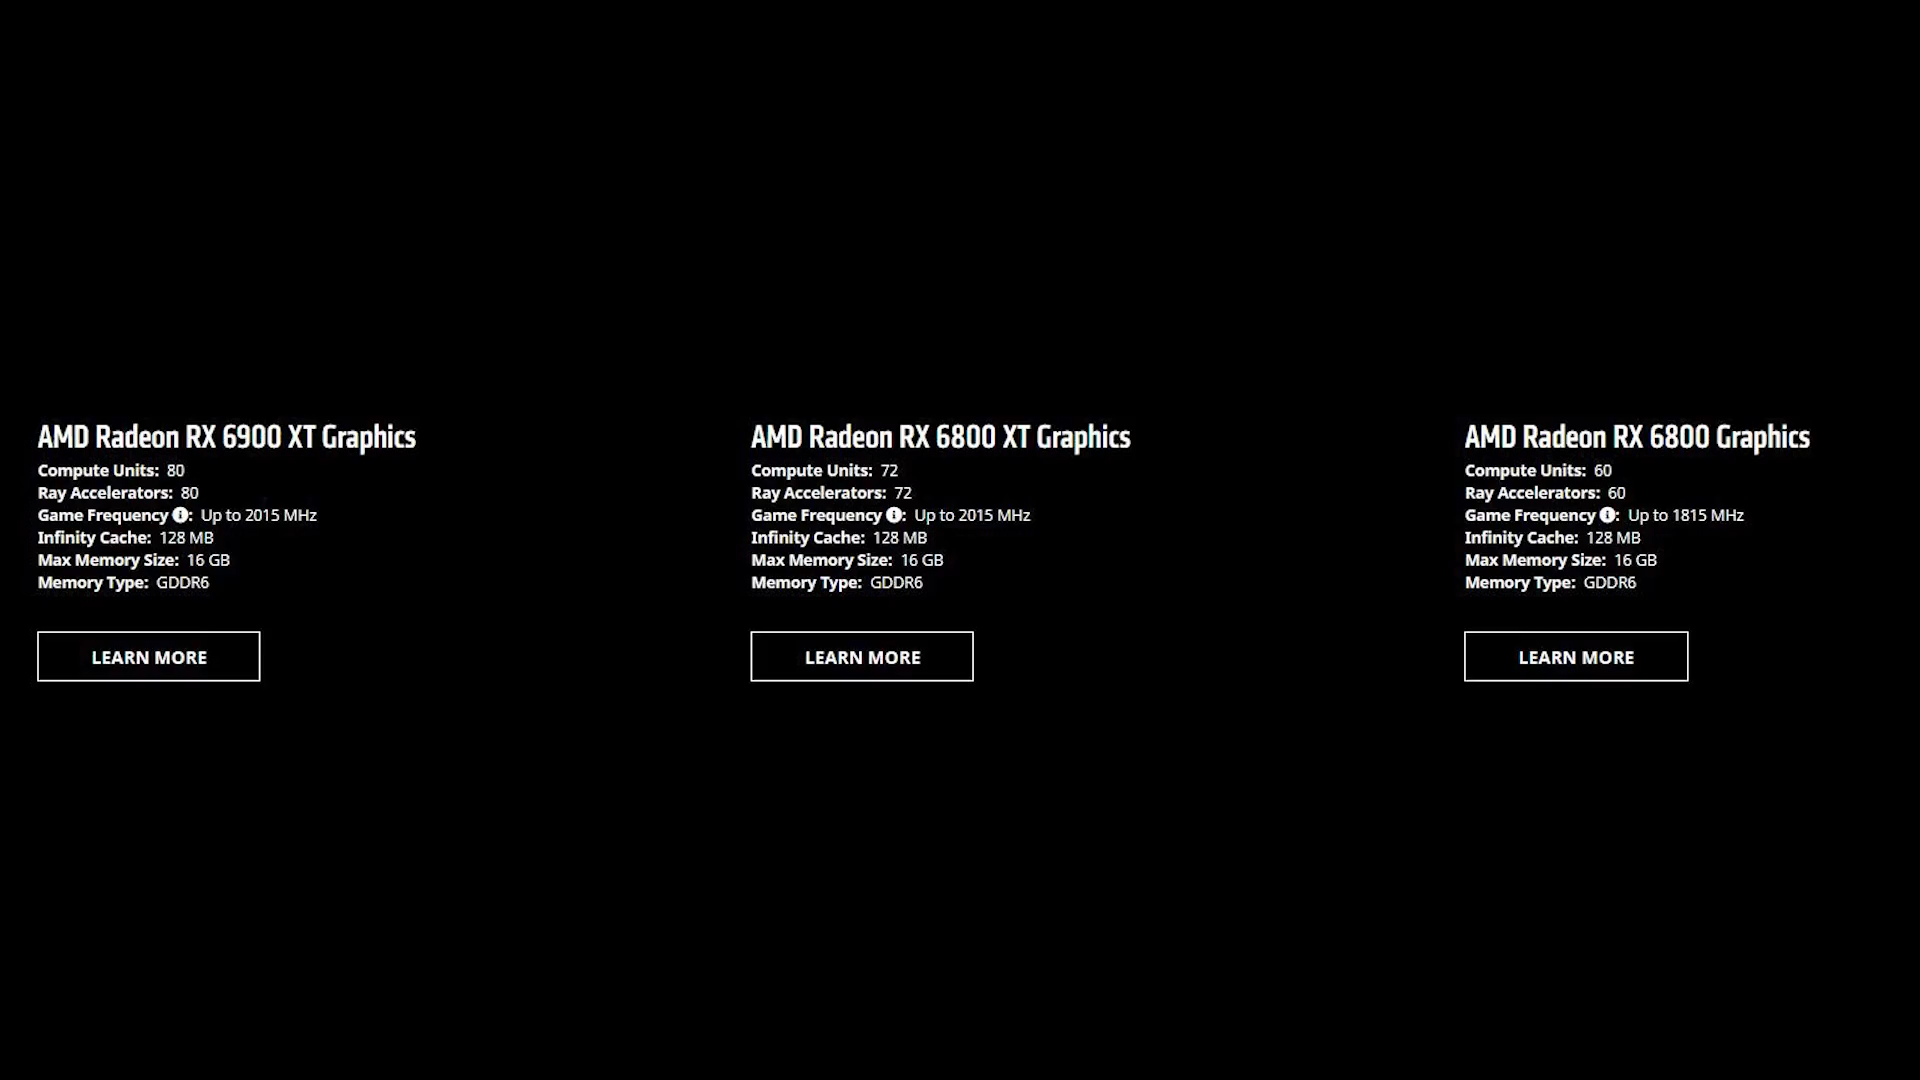 AMD Radeon RX 6900 XT Graphics
Compute Units: 80
Ray Accelerators: 80
Game Frequency : Up to 2015 MHz
Infinity Cache: 128 MB
Max Memory Size: 16 GB
Memory Type: GDDR6
LEARN MORE
AMD Radeon RX 6800 XT Graphics
Compute Units: 72
Ray Accelerators: 72
Game Frequency : Up to 2015 MHz
Infinity Cache: 128 MB
Max Memory Size: 16 GB
Memory Type: GDDR6
LEARN MORE
AMD Radeon RX 6800 Graphics
Compute Units: 60
Ray Accelerators: 60
Game Frequency : Up to 1815 MHz
Infinity Cache: 128 MB
Max Memory Size: 16 GB
Memory Type: GDDR6
LEARN MORE